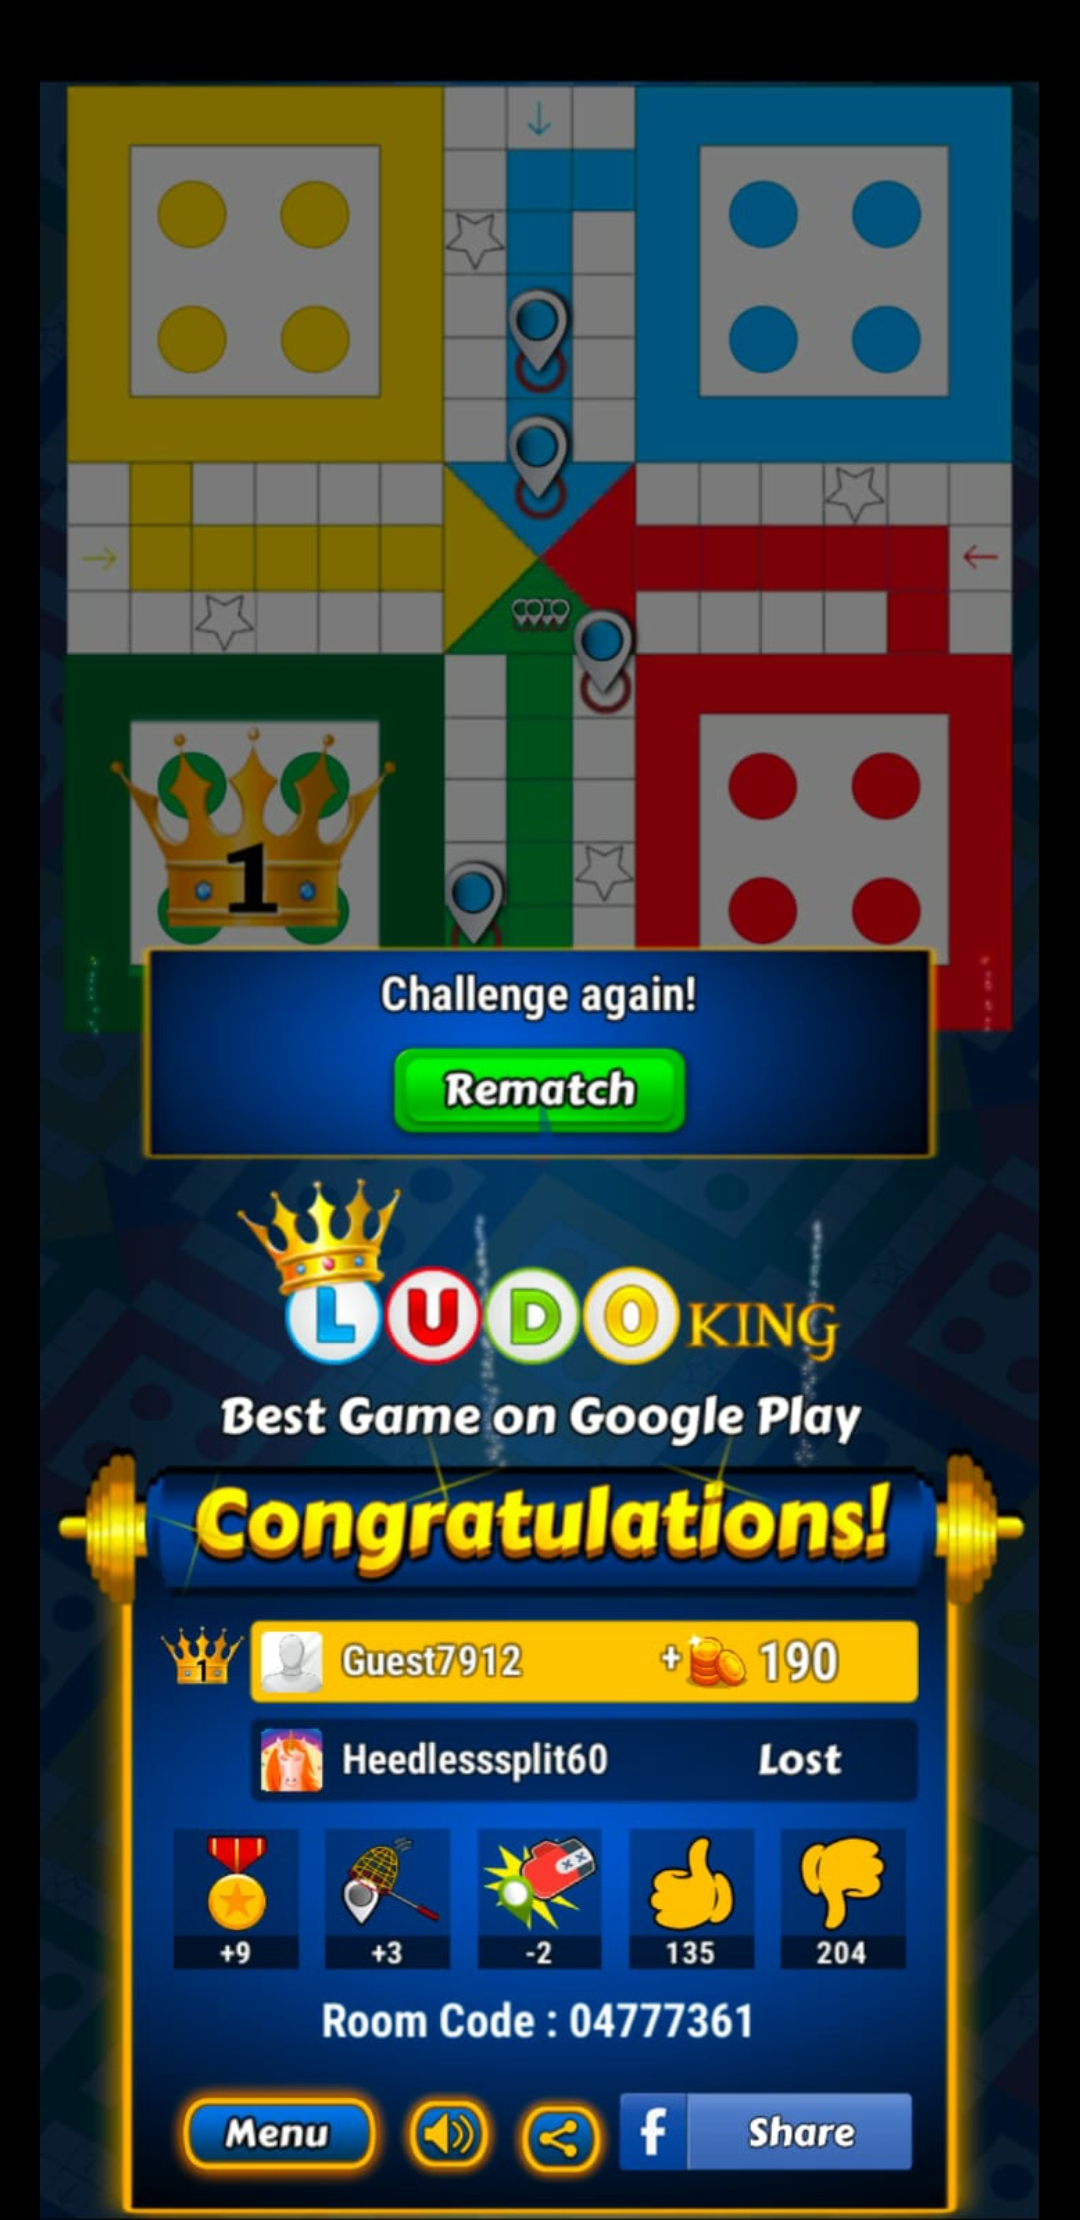 1
Challenge again!
Rematch
LUDO KING
Best Game on Google Play
Congratulations!
1 Guest7912 + 190
Heedlesssplit60 Lost
+9 +3 -2 135 204
Room Code : 04777361
Menu f Share